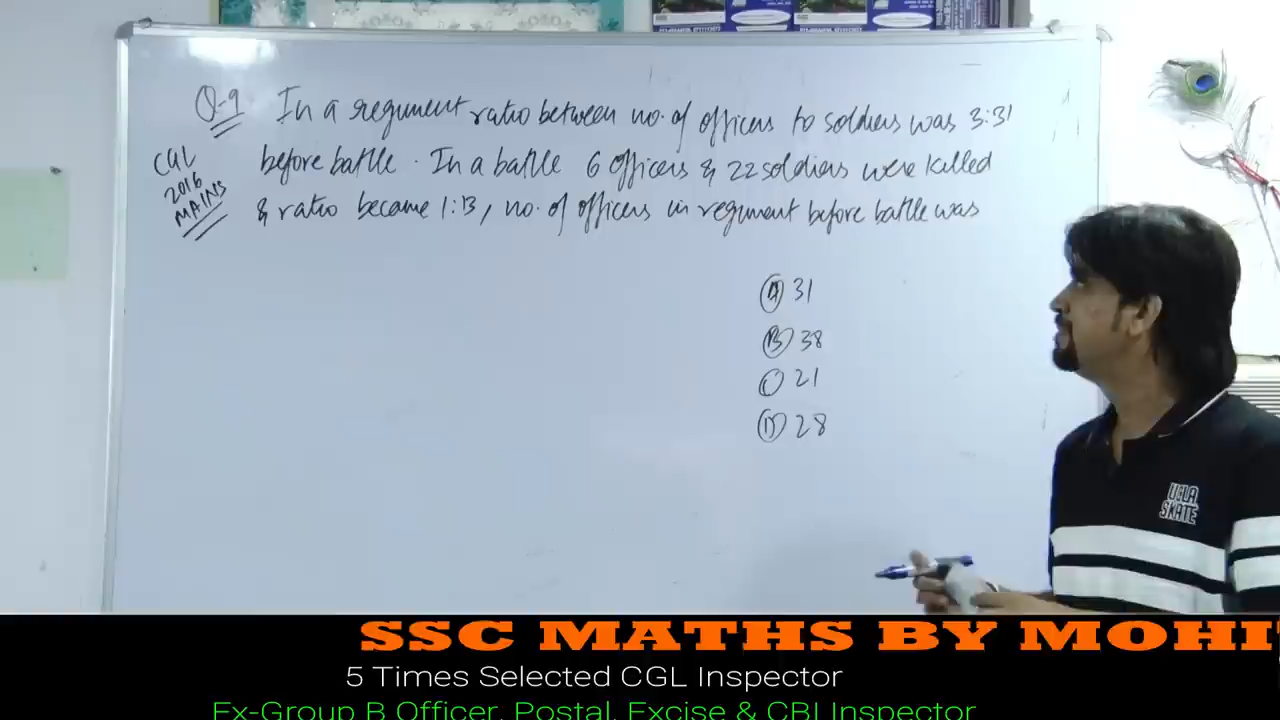 Q-9 In a regiment ratio between no. of officers to soldiers was 3:31
CGL 2016 MAINS
before battle. In a battle 6 officers & 22 soldiers were killed
& ratio became 1:13, no. of officers in regiment before battle was
(A) 31
(B) 38
(C) 21
(D) 28
UCLA
SKATE
SSC MATHS BY MOHI
5 Times Selected CGL Inspector
Ex-Group B Officer, Postal, Excise & CBI Inspector